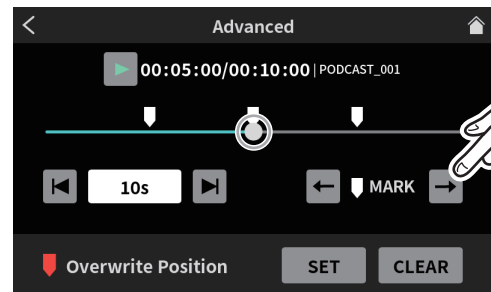 Advanced
00:05:00/00:10:00 | PODCAST_001
10s
MARK
Overwrite Position
SET
CLEAR